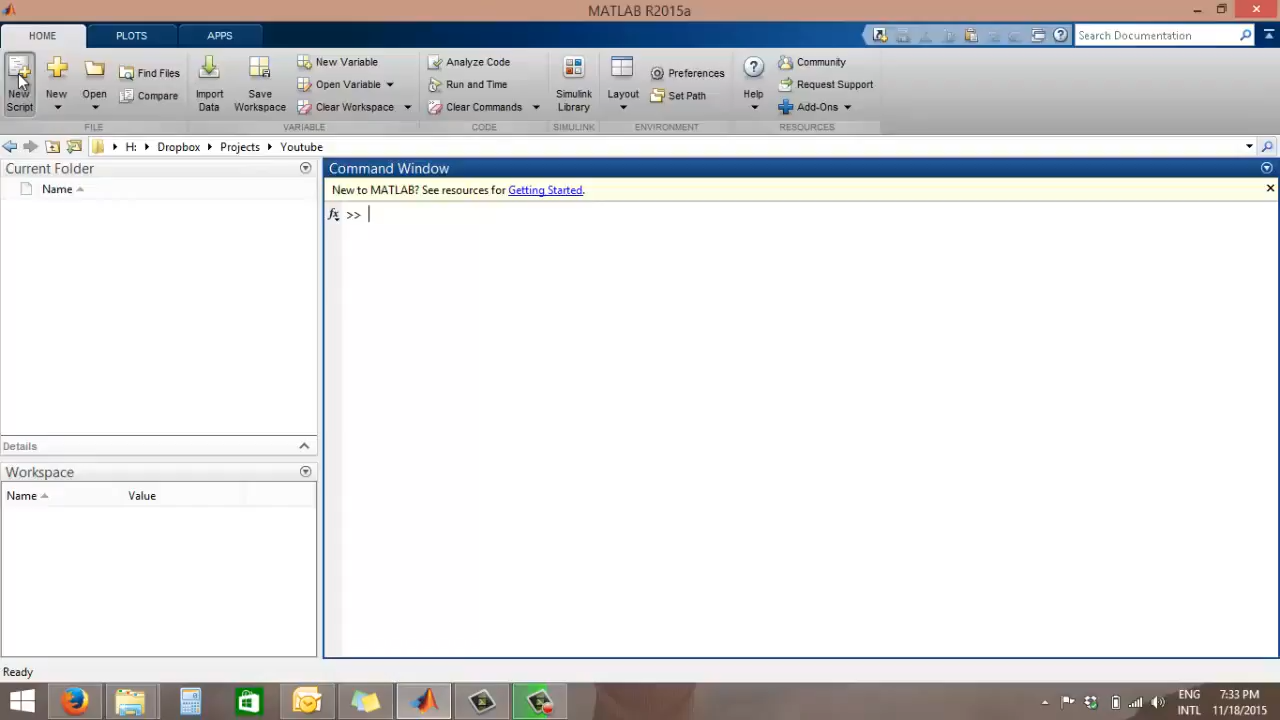 MATLAB R2015a
HOME PLOTS APPS
Search Documentation
New Script
New
Open
Find Files
Compare
Import Data
Save Workspace
New Variable
Open Variable
Clear Workspace
Analyze Code
Run and Time
Clear Commands
Simulink Library
Layout
Preferences
Set Path
Help
Community
Request Support
Add-Ons
FILE VARIABLE CODE SIMULINK ENVIRONMENT RESOURCES
H: Dropbox Projects Youtube
Current Folder
Name
Details
Workspace
Name Value
Command Window
New to MATLAB? See resources for Getting Started.
fx >>
Ready
ENG 7:33 PM
INTL 11/18/2015